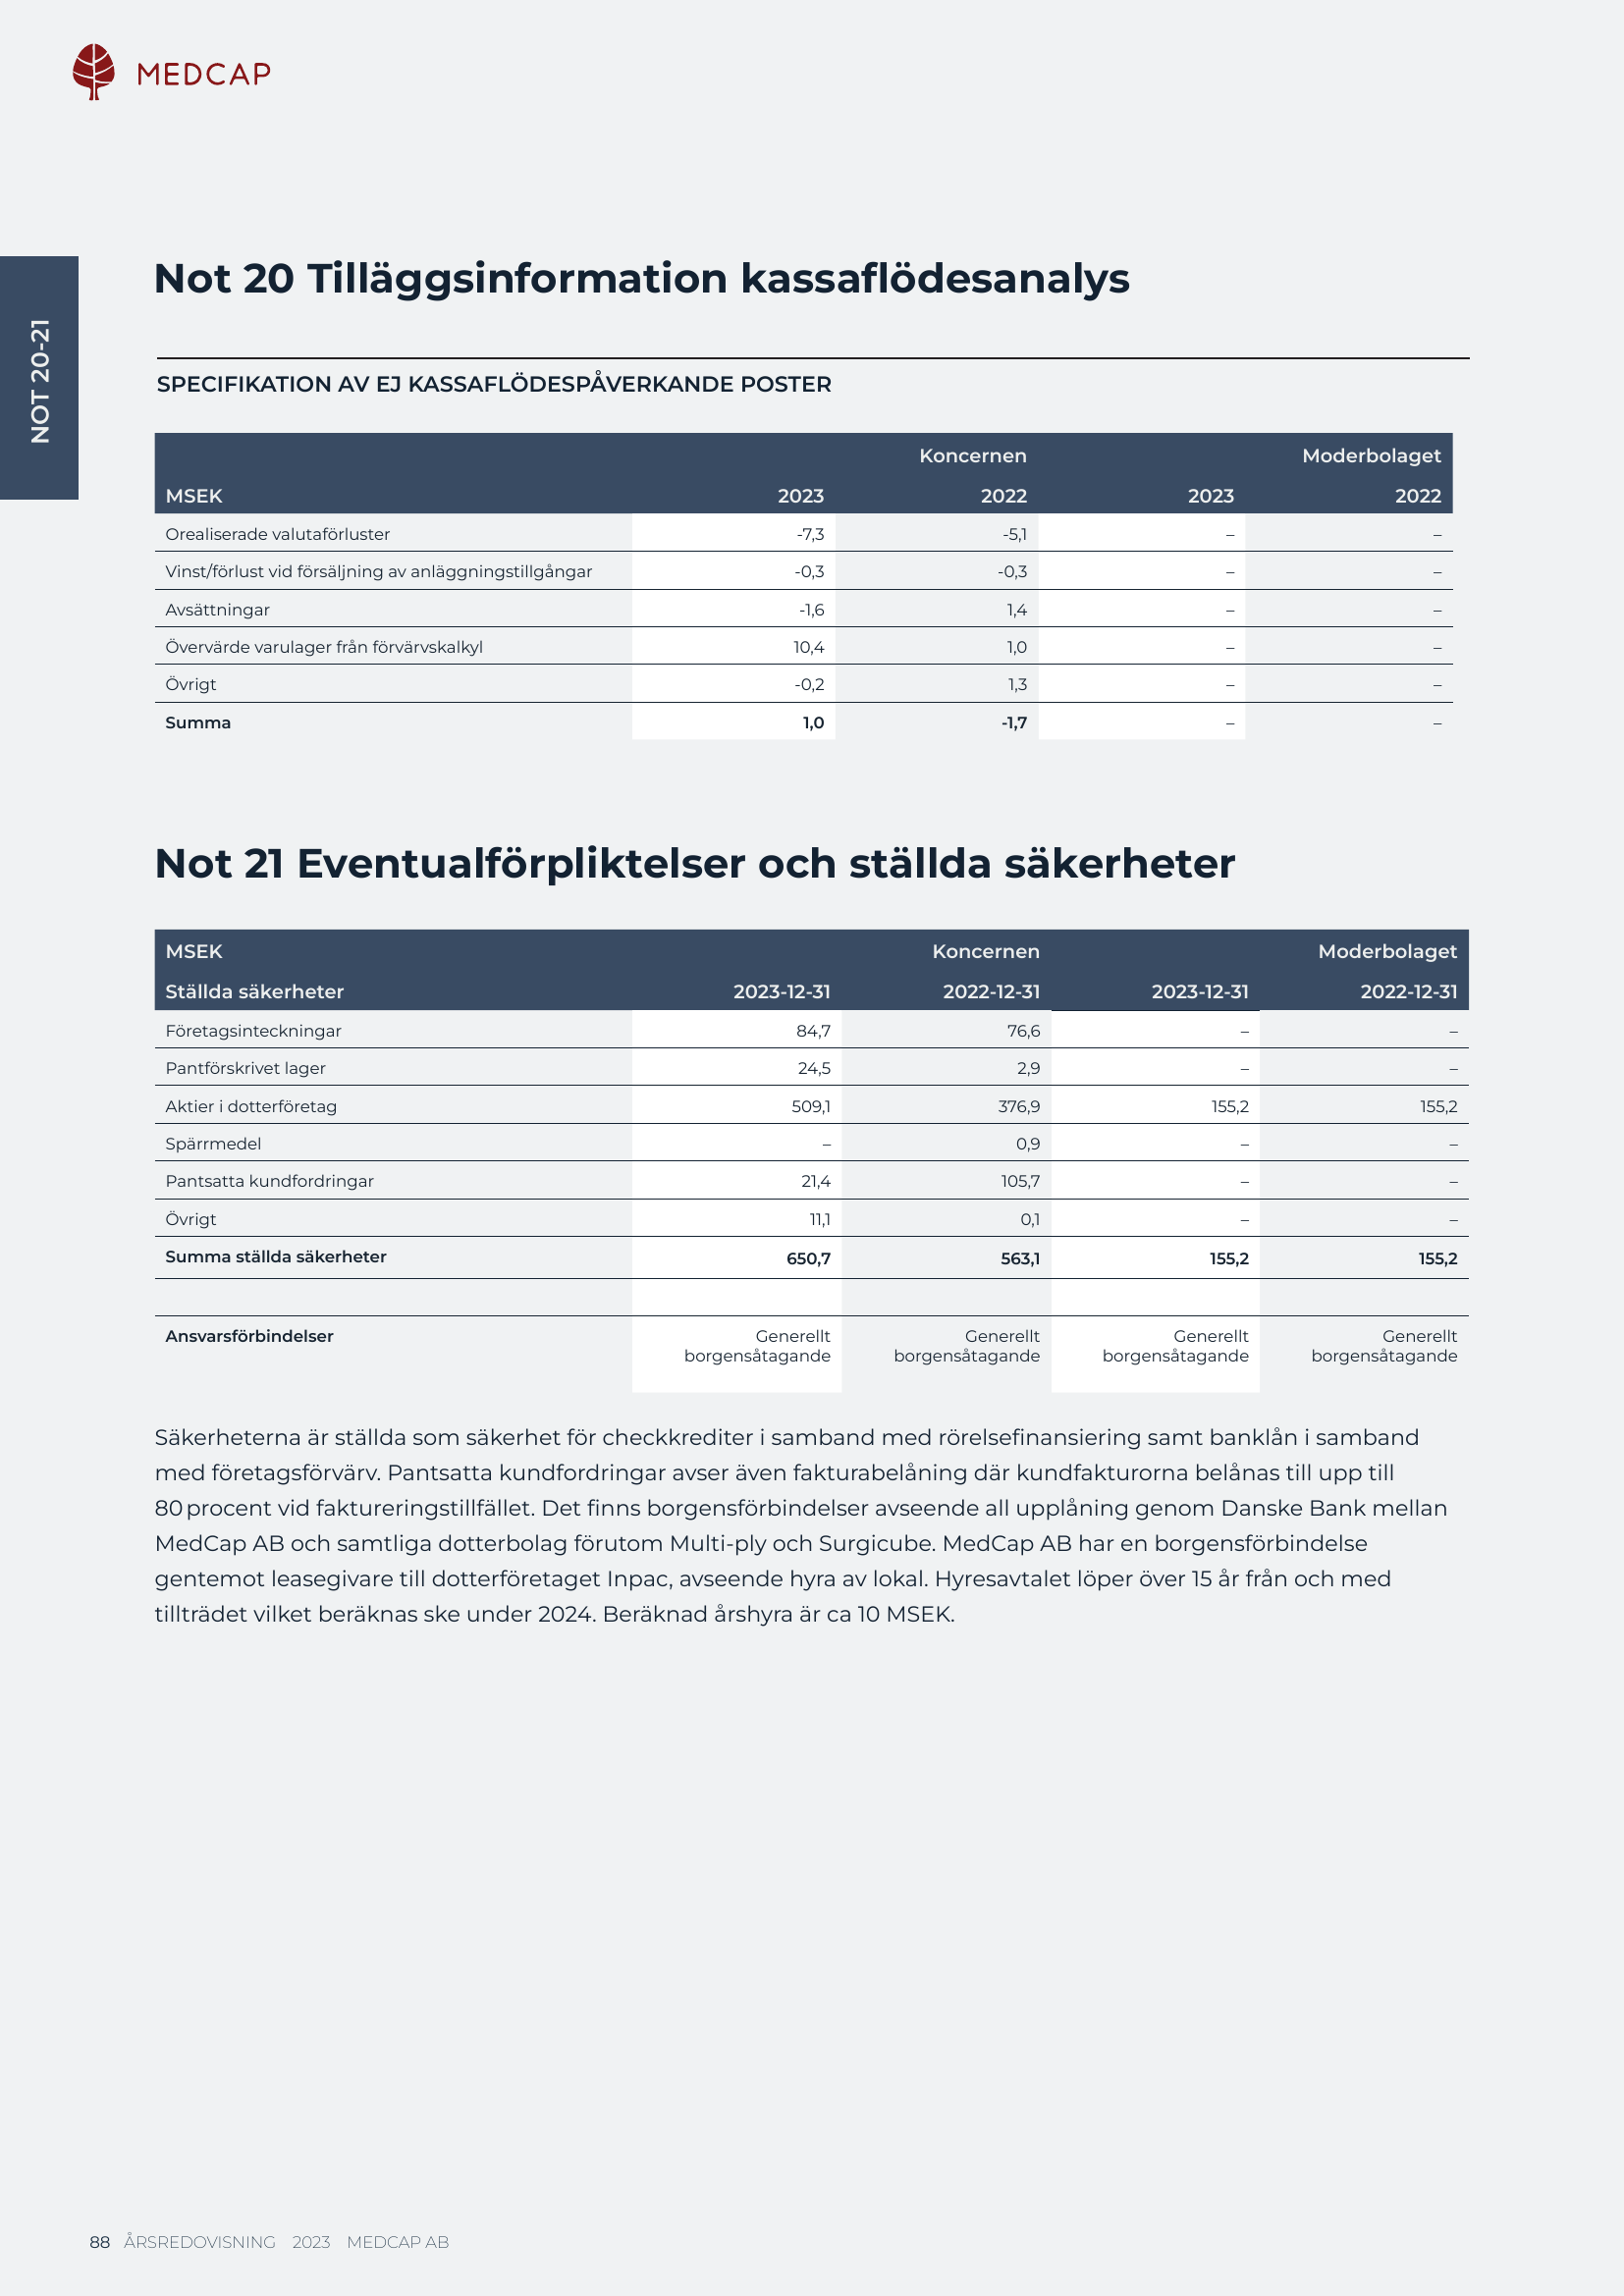 MEDCAP
NOT 20-21
Not 20 Tilläggsinformation kassaflödesanalys
SPECIFIKATION AV EJ KASSAFLÖDESPÅVERKANDE POSTER
Koncernen Moderbolaget
MSEK 2023 2022 2023 2022
Orealiserade valutaförluster -7,3 -5,1 – –
Vinst/förlust vid försäljning av anläggningstillgångar -0,3 -0,3 – –
Avsättningar -1,6 1,4 – –
Övervärde varulager från förvärvskalkyl 10,4 1,0 – –
Övrigt -0,2 1,3 – –
Summa 1,0 -1,7 – –
Not 21 Eventualförpliktelser och ställda säkerheter
MSEK Koncernen Moderbolaget
Ställda säkerheter 2023-12-31 2022-12-31 2023-12-31 2022-12-31
Företagsinteckningar 84,7 76,6 – –
Pantförskrivet lager 24,5 2,9 – –
Aktier i dotterföretag 509,1 376,9 155,2 155,2
Spärrmedel – 0,9 – –
Pantsatta kundfordringar 21,4 105,7 – –
Övrigt 11,1 0,1 – –
Summa ställda säkerheter 650,7 563,1 155,2 155,2
Ansvarsförbindelser Generellt Generellt Generellt Generellt
borgensåtagande borgensåtagande borgensåtagande borgensåtagande
Säkerheterna är ställda som säkerhet för checkkrediter i samband med rörelsefinansiering samt banklån i samband
med företagsförvärv. Pantsatta kundfordringar avser även fakturabelåning där kundfakturorna belånas till upp till
80 procent vid faktureringstillfället. Det finns borgensförbindelser avseende all upplåning genom Danske Bank mellan
MedCap AB och samtliga dotterbolag förutom Multi-ply och Surgicube. MedCap AB har en borgensförbindelse
gentemot leasegivare till dotterföretaget Inpac, avseende hyra av lokal. Hyresavtalet löper över 15 år från och med
tillträdet vilket beräknas ske under 2024. Beräknad årshyra är ca 10 MSEK.
88 ÅRSREDOVISNING 2023 MEDCAP AB